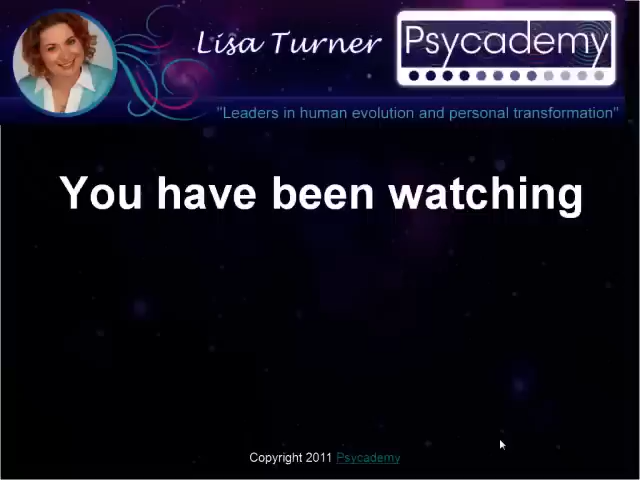 Lisa Turner
Psycademy
"Leaders in human evolution and personal transformation"
You have been watching
Copyright 2011 Psycademy